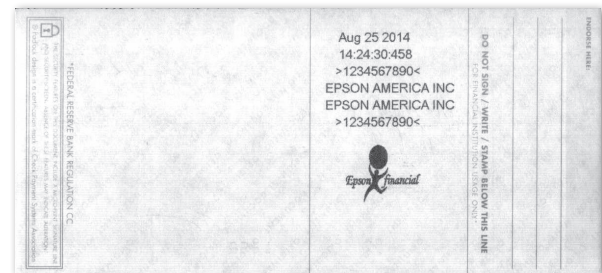 Aug 25 2014
14:24:30:458
>1234567890<
EPSON AMERICA INC
EPSON AMERICA INC
>1234567890<
Epson financial
ENDORSE HERE:
DO NOT SIGN / WRITE / STAMP BELOW THIS LINE
FOR FINANCIAL INSTITUTION USAGE ONLY*
*FEDERAL RESERVE BANK REGULATION CC